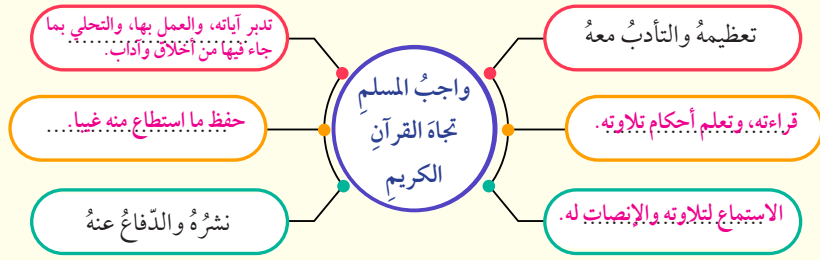 واجبُ المسلمِ
تجاهَ القرآنِ
الكريمِ
تعظيمهُ والتأدبُ معهُ
قراءته، وتعلم أحكام تلاوته.
الاستماع لتلاوته والإنصات له.
تدبر آياته، والعمل بها، والتحلي بما
جاء فيها من أخلاق وآداب.
حفظ ما استطاع منه غيبا.
نشرُهُ والدّفاعُ عنهُ